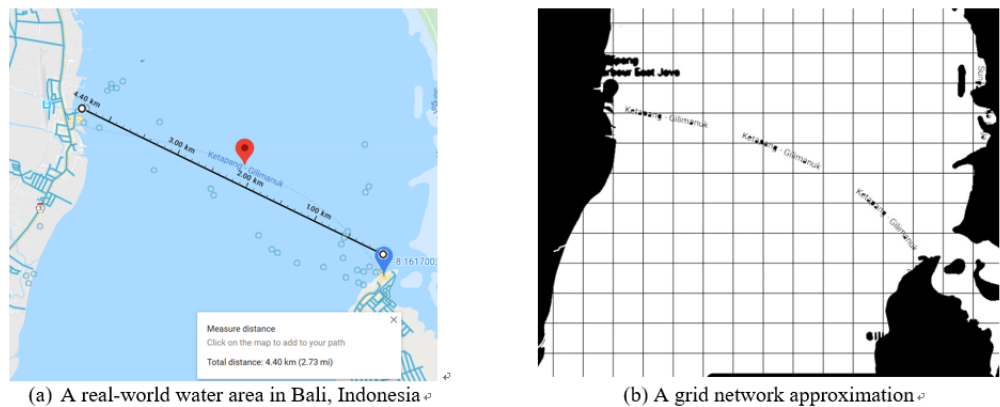 4.40 km
3.00 km
Ketapang - Gilimanuk
2.00 km
1.00 km
8.161700,
Measure distance
Click on the map to add to your path
Total distance: 4.40 km (2.73 mi)
(a) A real-world water area in Bali, Indonesia
rbour East Java
Ketapang - Gilimanuk
Ketapang - Gilimanuk
Ketapang - Gilimanuk
(b) A grid network approximation